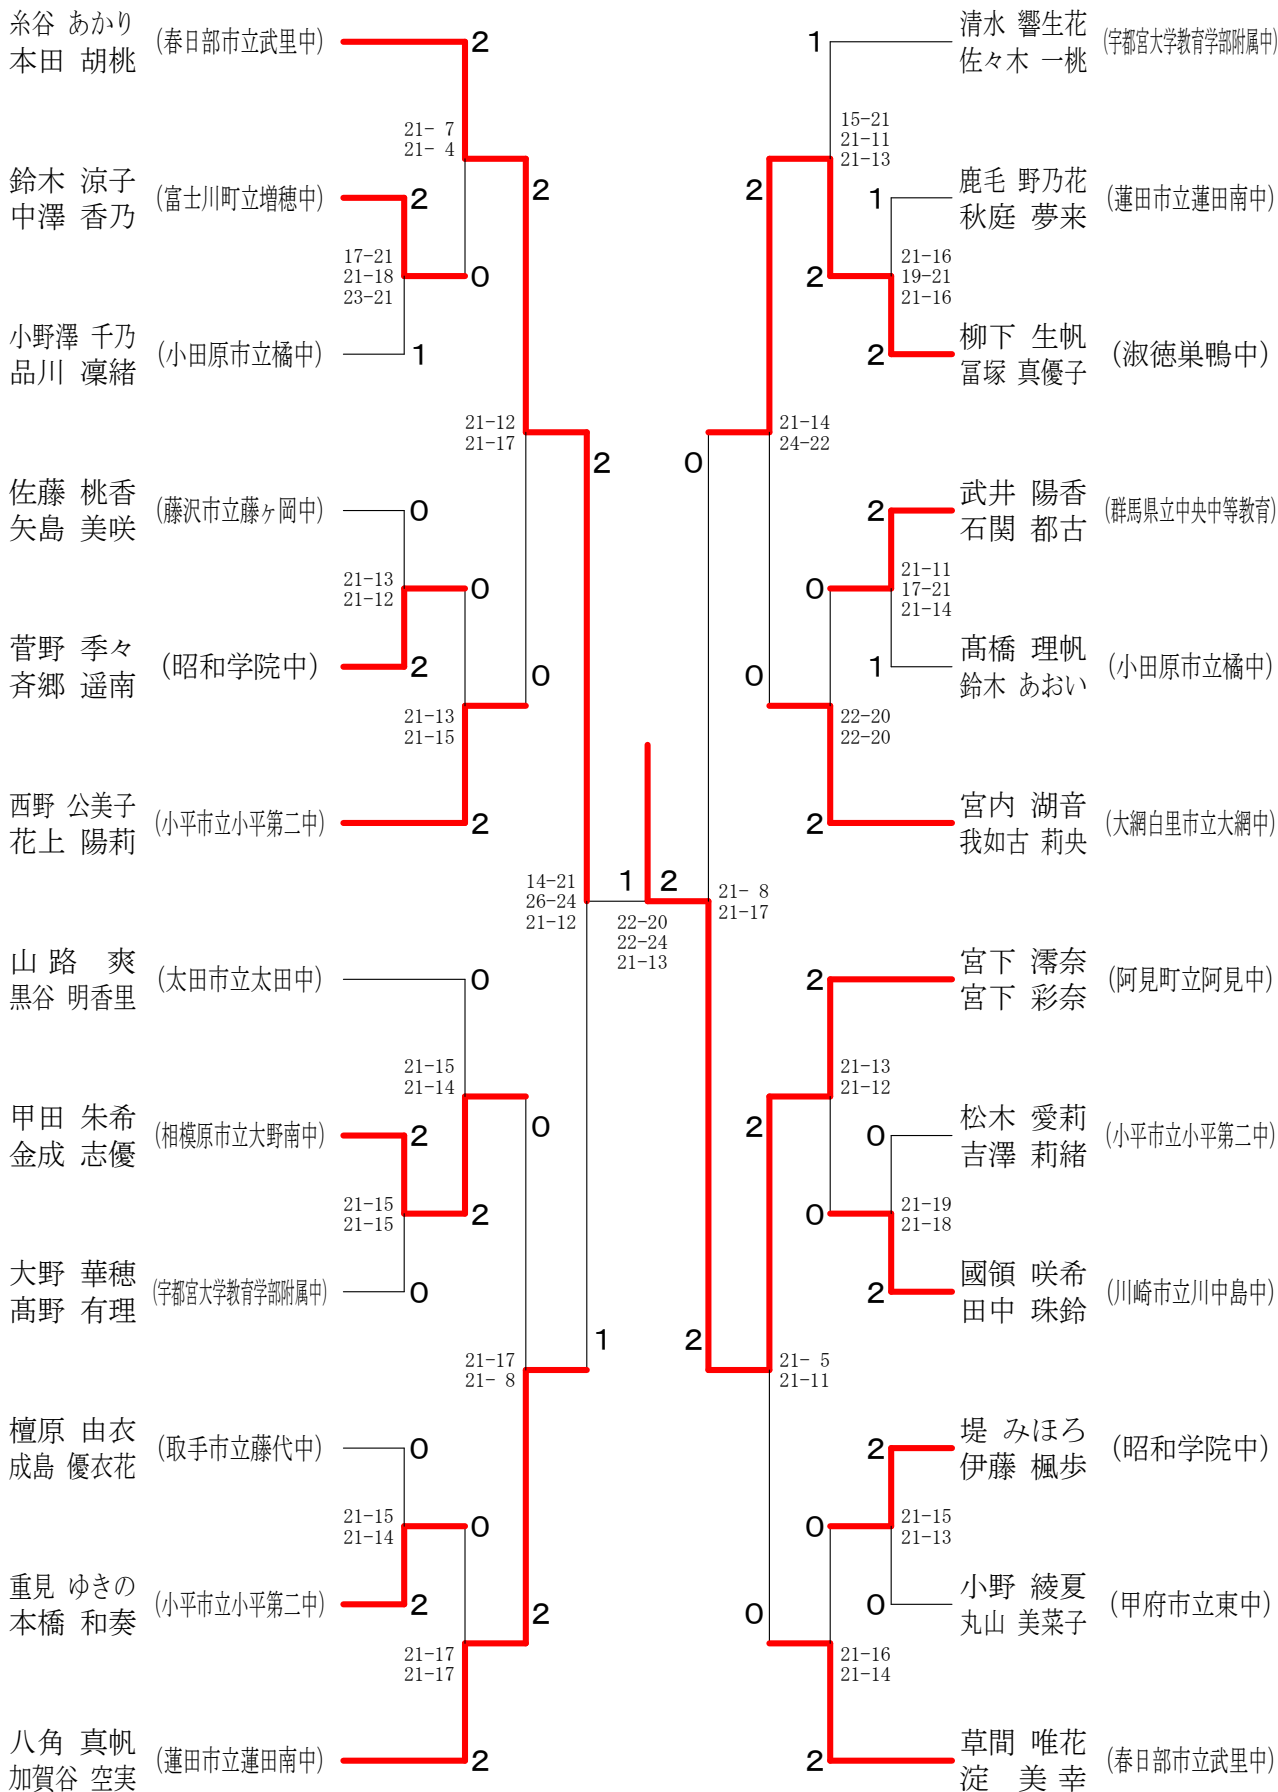 糸谷 あかり
本田 胡桃
(春日部市立武里中)
2
21- 7
21- 4
2
鈴木 涼子
中澤 香乃
(富士川町立増穂中)
2
17-21
21-18
23-21
0
小野澤 千乃
品川 凜緒
(小田原市立橘中)
1
21-12
21-17
2
佐藤 桃香
矢島 美咲
(藤沢市立藤ヶ岡中)
0
21-13
21-12
0
菅野 季々
斉郷 遥南
(昭和学院中)
2
0
21-13
21-15
西野 公美子
花上 陽莉
(小平市立小平第二中)
2
14-21
26-24
21-12
1
2
22-20
22-24
21-13
山路 爽
黒谷 明香里
(太田市立太田中)
0
21-15
21-14
0
甲田 朱希
金成 志優
(相模原市立大野南中)
2
21-15
21-15
2
大野 華穂
髙野 有理
(宇都宮大学教育学部附属中)
0
21-17
21- 8
1
檀原 由衣
成島 優衣花
(取手市立藤代中)
0
21-15
21-14
0
重見 ゆきの
本橋 和奏
(小平市立小平第二中)
2
2
21-17
21-17
八角 真帆
加賀谷 空実
(蓮田市立蓮田南中)
2
1
清水 響生花
佐々木 一桃
(宇都宮大学教育学部附属中)
15-21
21-11
21-13
2
1
鹿毛 野乃花
秋庭 夢来
(蓮田市立蓮田南中)
2
21-16
19-21
21-16
2
柳下 生帆
冨塚 真優子
(淑徳巣鴨中)
0
21-14
24-22
2
武井 陽香
石関 都古
(群馬県立中央中等教育)
0
21-11
17-21
21-14
1
髙橋 理帆
鈴木 あおい
(小田原市立橘中)
0
22-20
22-20
2
宮内 湖音
我如古 莉央
(大網白里市立大網中)
21- 8
21-17
2
宮下 澪奈
宮下 彩奈
(阿見町立阿見中)
21-13
21-12
2
0
松木 愛莉
吉澤 莉緒
(小平市立小平第二中)
0
21-19
21-18
2
國領 咲希
田中 珠鈴
(川崎市立川中島中)
2
21- 5
21-11
2
堤 みほろ
伊藤 楓歩
(昭和学院中)
0
21-15
21-13
0
小野 綾夏
丸山 美菜子
(甲府市立東中)
0
21-16
21-14
2
草間 唯花
淀 美幸
(春日部市立武里中)